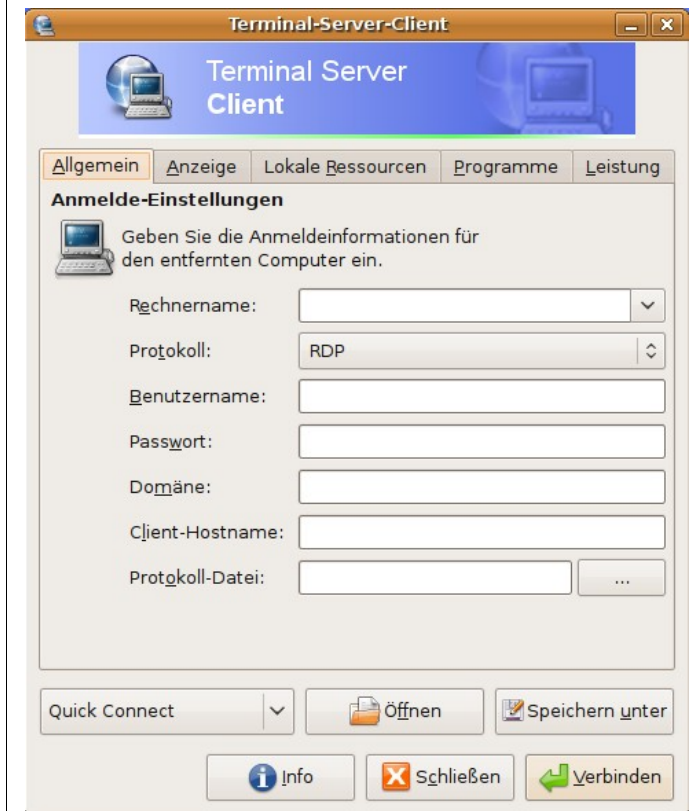 Terminal-Server-Client
Terminal Server
Client
Allgemein Anzeige Lokale Ressourcen Programme Leistung
Anmelde-Einstellungen
Geben Sie die Anmeldeinformationen für
den entfernten Computer ein.
Rechnername:
Protokoll: RDP
Benutzername:
Passwort:
Domäne:
Client-Hostname:
Protokoll-Datei: ...
Quick Connect Öffnen Speichern unter
Info Schließen Verbinden